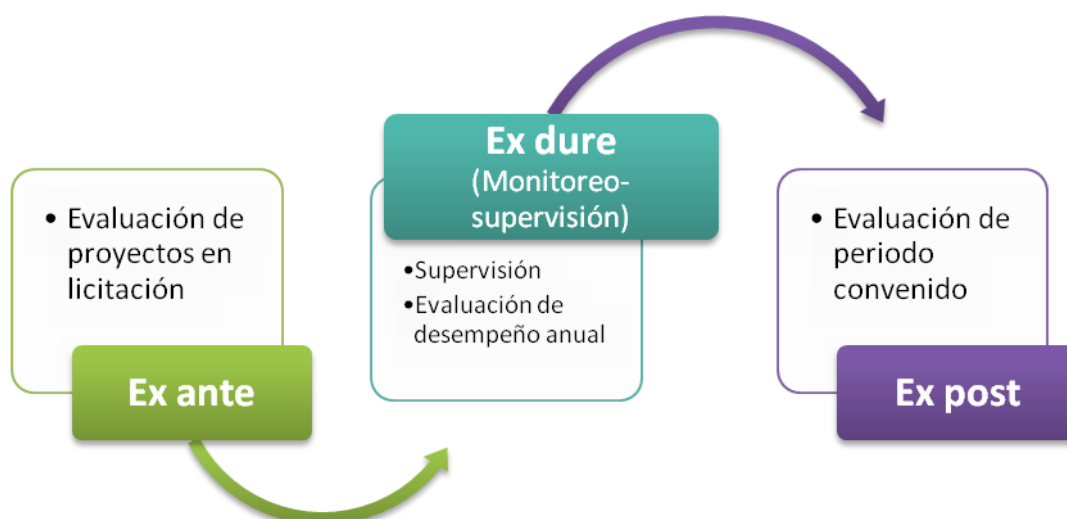 • Evaluación de
proyectos en
licitación
Ex ante
Ex dure
(Monitoreo-
supervisión)
•Supervisión
•Evaluación de
desempeño anual
• Evaluación de
periodo
convenido
Ex post